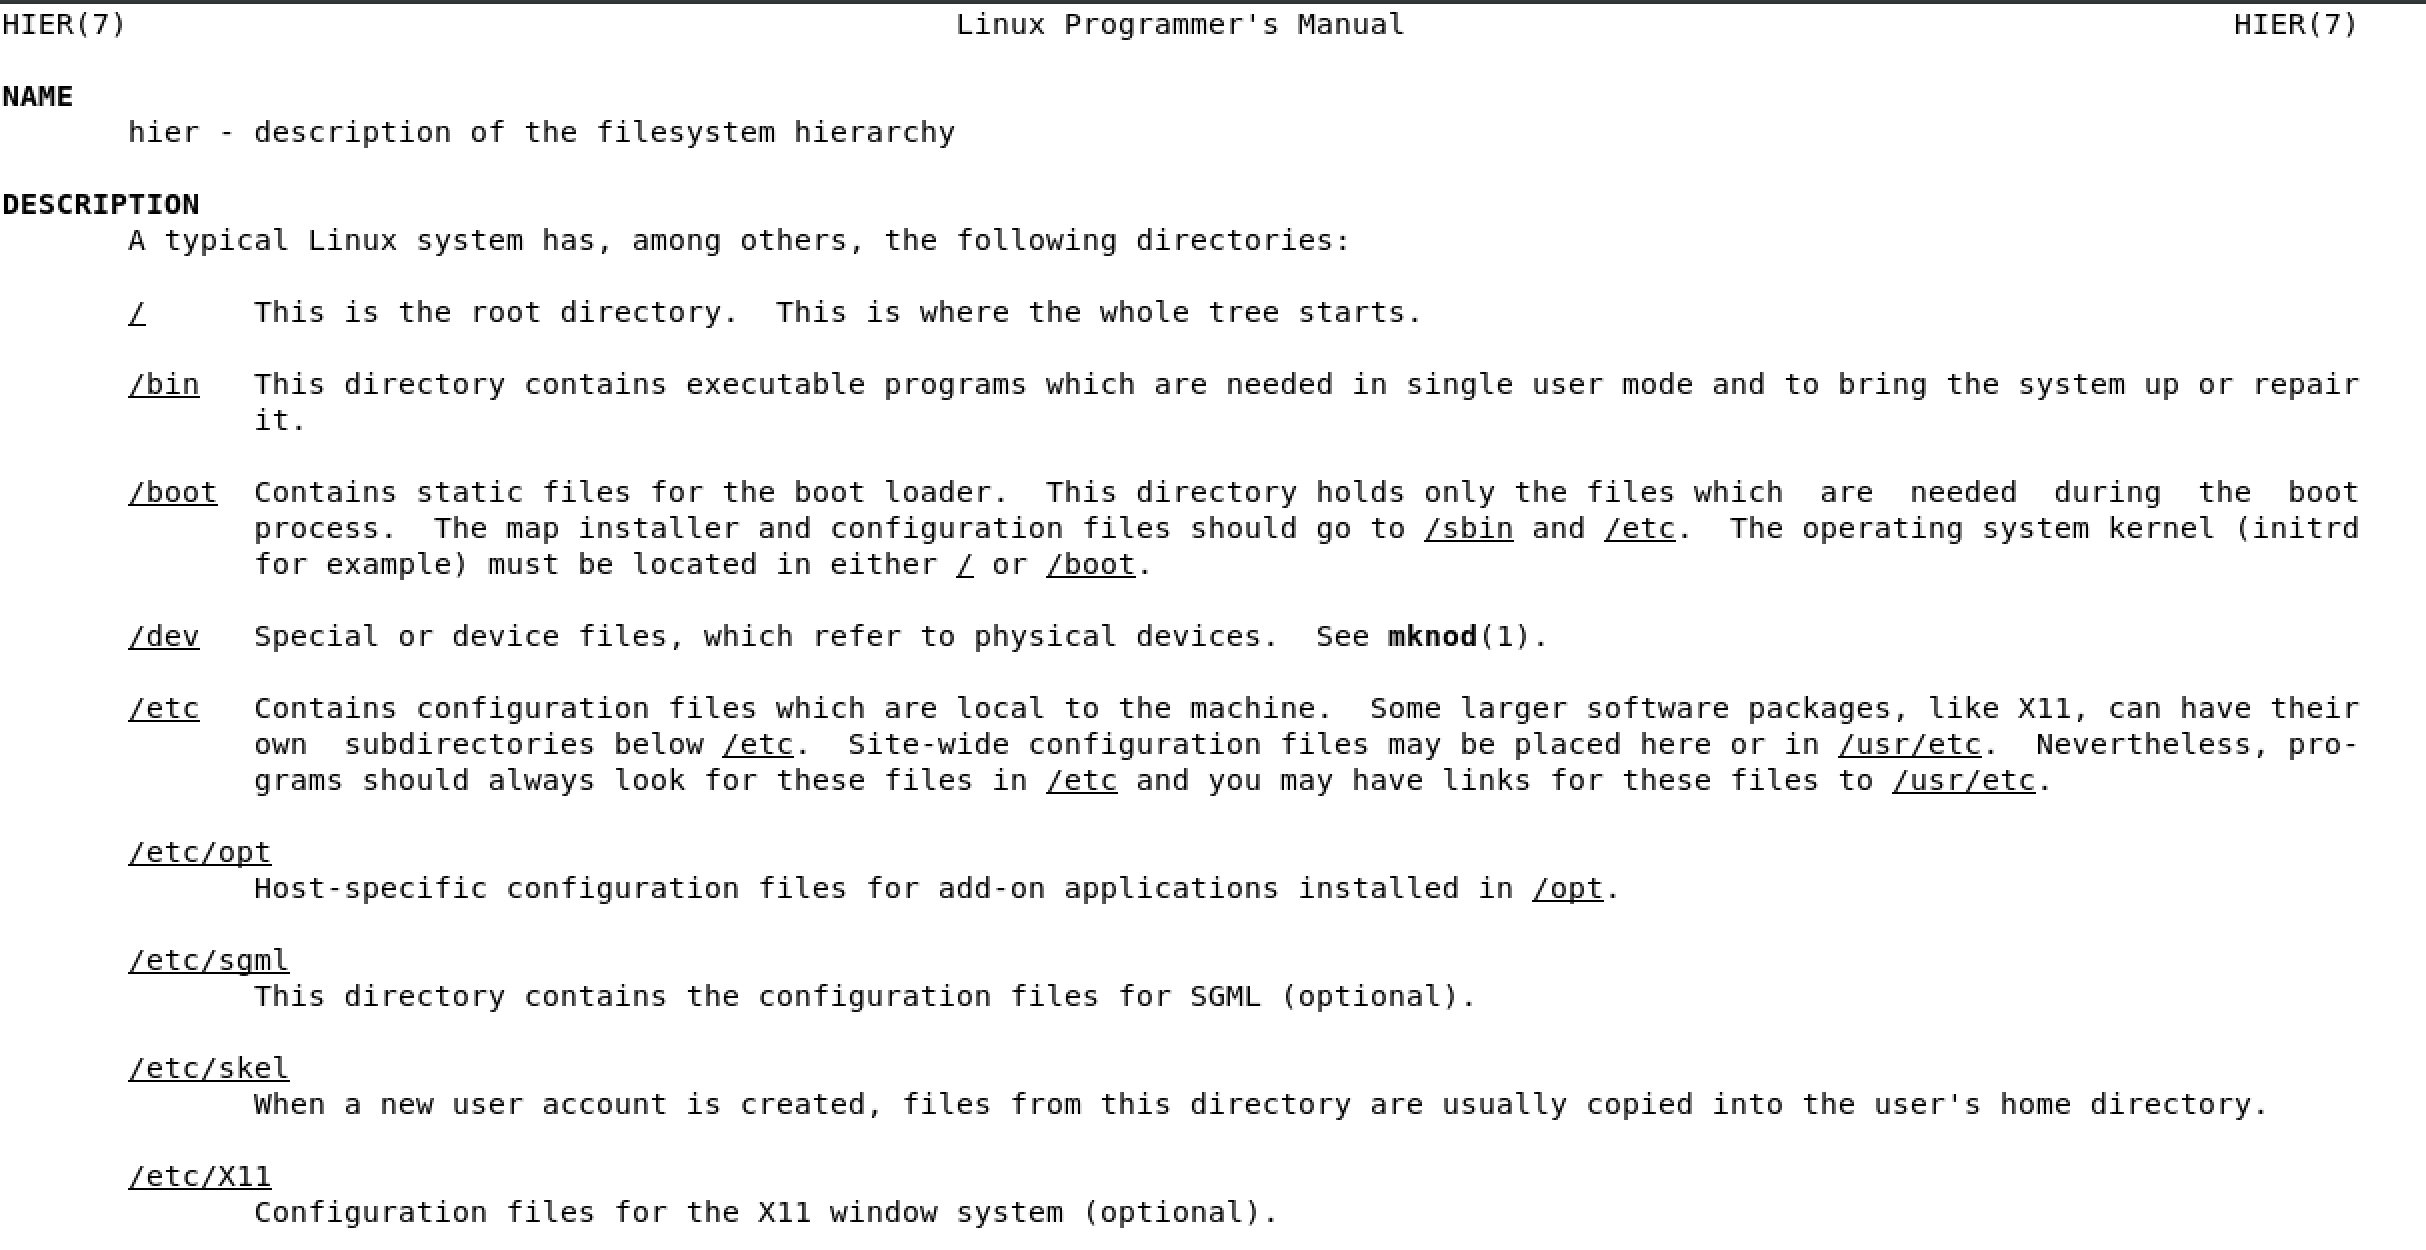 HIER(7) Linux Programmer's Manual HIER(7)
NAME
hier - description of the filesystem hierarchy
DESCRIPTION
A typical Linux system has, among others, the following directories:
/ This is the root directory. This is where the whole tree starts.
/bin This directory contains executable programs which are needed in single user mode and to bring the system up or repair
it.
/boot Contains static files for the boot loader. This directory holds only the files which are needed during the boot
process. The map installer and configuration files should go to /sbin and /etc. The operating system kernel (initrd
for example) must be located in either / or /boot.
/dev Special or device files, which refer to physical devices. See mknod(1).
/etc Contains configuration files which are local to the machine. Some larger software packages, like X11, can have their
own subdirectories below /etc. Site-wide configuration files may be placed here or in /usr/etc. Nevertheless, pro-
grams should always look for these files in /etc and you may have links for these files to /usr/etc.
/etc/opt
Host-specific configuration files for add-on applications installed in /opt.
/etc/sgml
This directory contains the configuration files for SGML (optional).
/etc/skel
When a new user account is created, files from this directory are usually copied into the user's home directory.
/etc/X11
Configuration files for the X11 window system (optional).